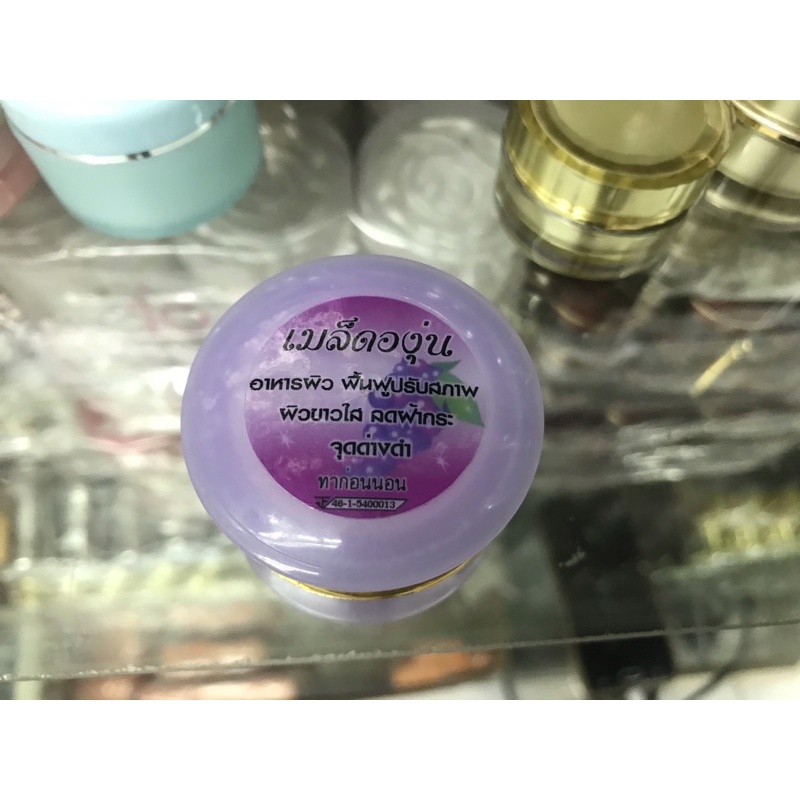 เมล็ดองุ่น
อาหารผิว ฟื้นฟูปรับสภาพ
ผิวขาวใส ลดฝ้ากระ
จุดด่างดำ
ทาก่อนนอน
46-1-5400013